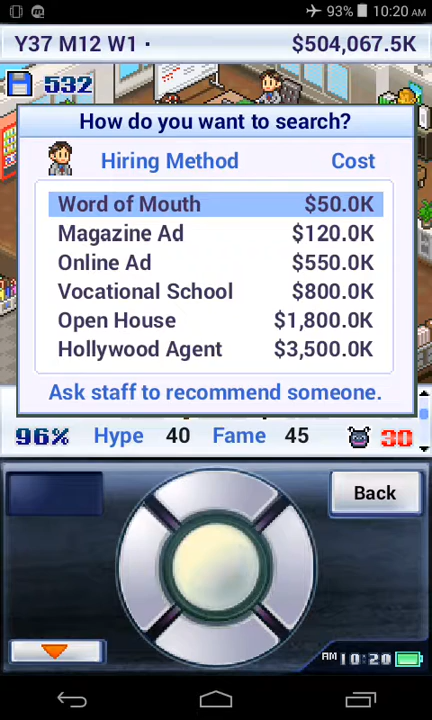 93% 10:20 AM
Y37 M12 W1 · $504,067.5K
532
How do you want to search?
Hiring Method Cost
Word of Mouth $50.0K
Magazine Ad $120.0K
Online Ad $550.0K
Vocational School $800.0K
Open House $1,800.0K
Hollywood Agent $3,500.0K
Ask staff to recommend someone.
96% Hype 40 Fame 45 30
Back
AM 10:20